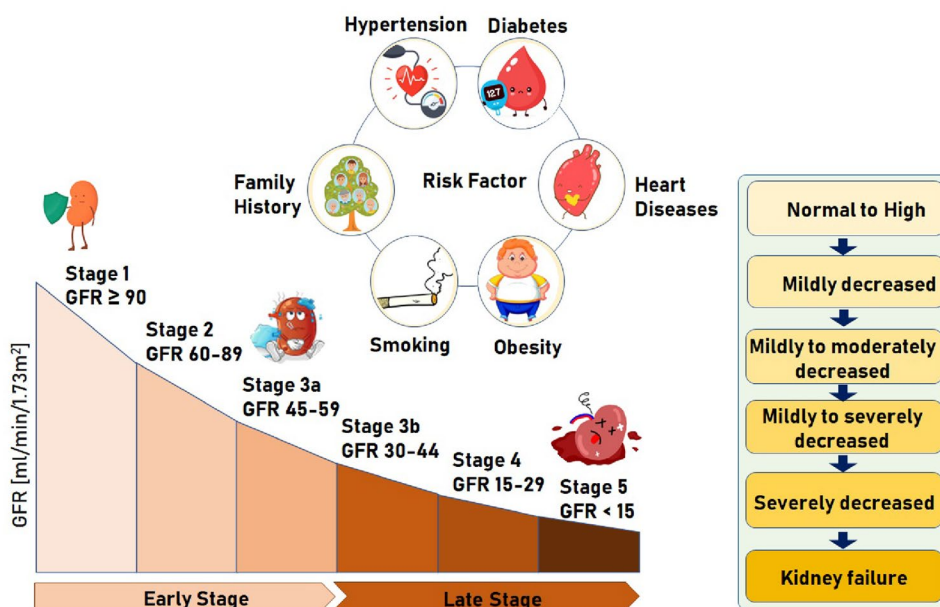 Hypertension
Diabetes
127
Family
History
Risk Factor
Heart
Diseases
Smoking
Obesity
Stage 1
GFR ≥ 90
Stage 2
GFR 60-89
Stage 3a
GFR 45-59
Stage 3b
GFR 30-44
Stage 4
GFR 15-29
Stage 5
GFR < 15
GFR [ml/min/1.73m²]
Early Stage
Late Stage
Normal to High
Mildly decreased
Mildly to moderately
decreased
Mildly to severely
decreased
Severely decreased
Kidney failure